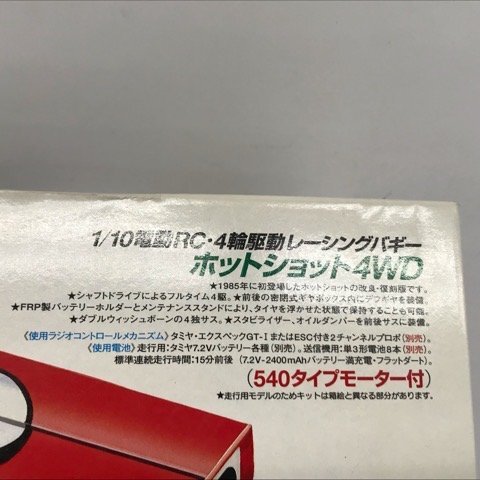 1/10電動RC・4輪駆動レーシングバギー
ホットショット4WD
★1985年に初登場したホットショットの改良・復刻版です。
★シャフトドライブによるフルタイム4駆。★前後の密閉式ギヤボックス内にデフギヤを装備。
★FRP製バッテリーホルダーとメンテナンススタンドにより、タイヤを浮かせた状態で保持することも可能。
★ダブルウィッシュボーンの4独サス。★スタビライザー、オイルダンパーを前後サスに装備。
《使用ラジオコントロールメカニズム》タミヤ・エクスペックGT-IまたはESC付き2チャンネルプロポ(別売)。
《使用電池》走行用:タミヤ7.2Vバッテリー各種(別売)。送信機用:単3形電池8本(別売)。
標準連続走行時間:15分前後(7.2V-2400mAhバッテリー満充電・フラットダート)。
(540タイプモーター付)
★走行用モデルのためキットは箱絵と異なる部分があります。